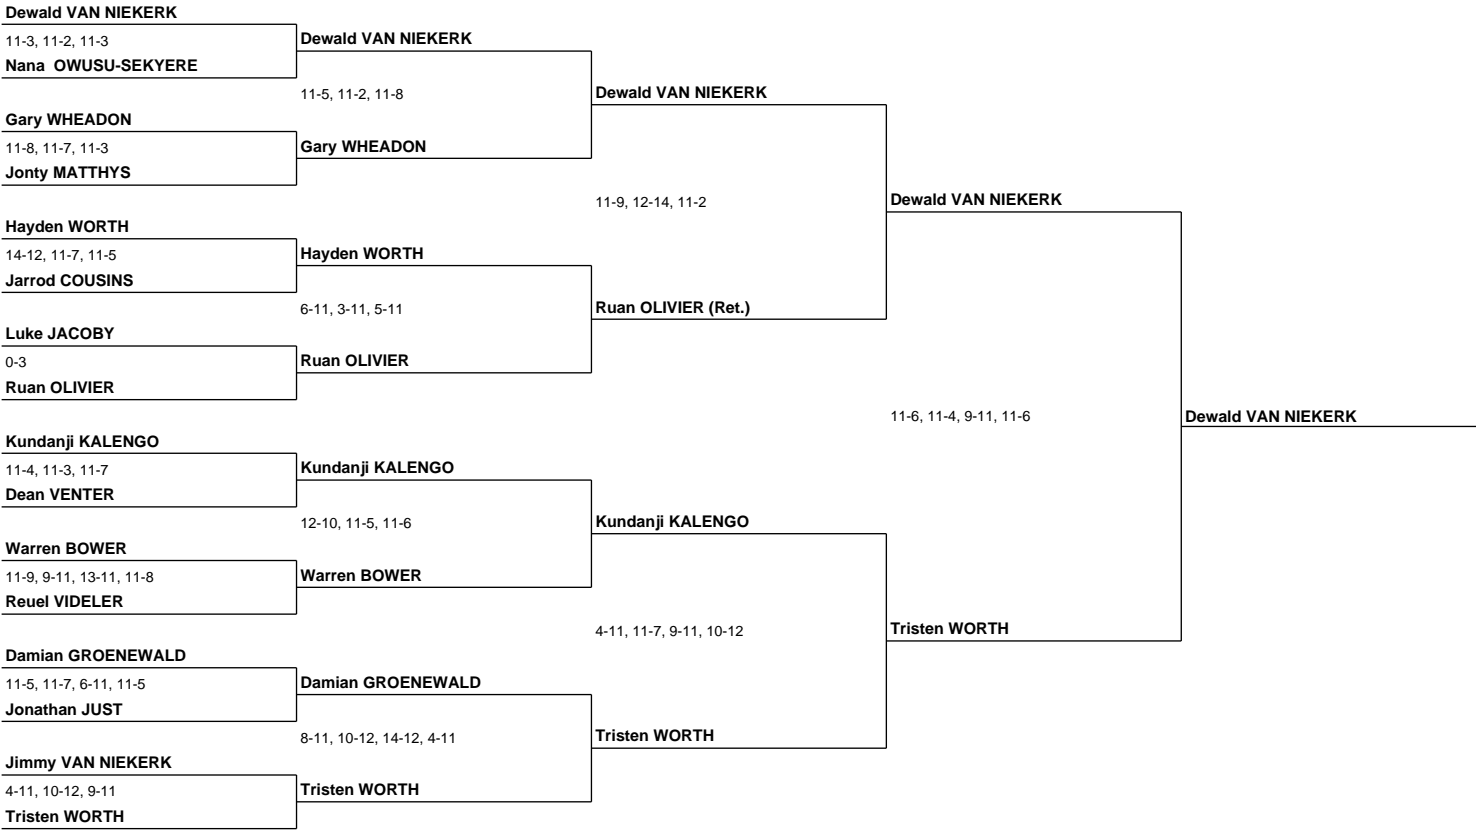 Dewald VAN NIEKERK
11-3, 11-2, 11-3
Nana  OWUSU-SEKYERE
Gary WHEADON
11-8, 11-7, 11-3
Jonty MATTHYS
Hayden WORTH
14-12, 11-7, 11-5
Jarrod COUSINS
Luke JACOBY
0-3
Ruan OLIVIER
Kundanji KALENGO
11-4, 11-3, 11-7
Dean VENTER
Warren BOWER
11-9, 9-11, 13-11, 11-8
Reuel VIDELER
Damian GROENEWALD
11-5, 11-7, 6-11, 11-5
Jonathan JUST
Jimmy VAN NIEKERK
4-11, 10-12, 9-11
Tristen WORTH
Dewald VAN NIEKERK
11-5, 11-2, 11-8
Gary WHEADON
Hayden WORTH
6-11, 3-11, 5-11
Ruan OLIVIER
Kundanji KALENGO
12-10, 11-5, 11-6
Warren BOWER
Damian GROENEWALD
8-11, 10-12, 14-12, 4-11
Tristen WORTH
Dewald VAN NIEKERK
11-9, 12-14, 11-2
Ruan OLIVIER (Ret.)
Kundanji KALENGO
4-11, 11-7, 9-11, 10-12
Tristen WORTH
Dewald VAN NIEKERK
11-6, 11-4, 9-11, 11-6
Tristen WORTH
Dewald VAN NIEKERK